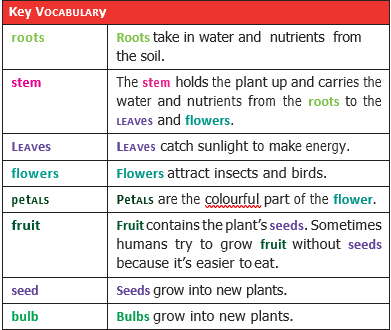 Key VOCABULARY
roots
Roots take in water and nutrients from
the soil.
stem
The stem holds the plant up and carries the
water and nutrients from the roots to the
LEAVES and flowers.
LEAVES
LEAVES catch sunlight to make energy.
flowers
Flowers attract insects and birds.
PETALS
PETALS are the colourful part of the flower.
fruit
Fruit contains the plant's seeds. Sometimes
humans try to grow fruit without seeds
because it's easier to eat.
seed
Seeds grow into new plants.
bulb
Bulbs grow into new plants.